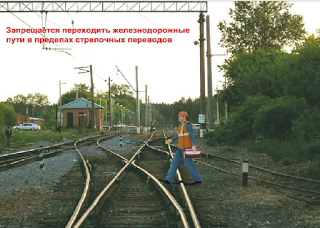 Запрещается переходить железнодорожные
пути в пределах стрелочных переводов